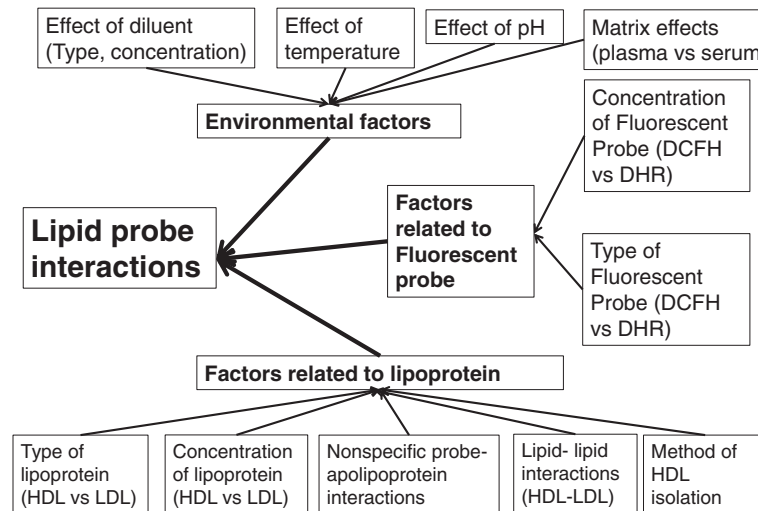 Effect of diluent
(Type, concentration)
Effect of
temperature
Effect of pH
Matrix effects
(plasma vs serum
Environmental factors
Concentration
of Fluorescent
Probe (DCFH
vs DHR)
Lipid probe
interactions
Factors
related to
Fluorescent
probe
Type of
Fluorescent
Probe (DCFH
vs DHR)
Factors related to lipoprotein
Type of
lipoprotein
(HDL vs LDL)
Concentration
of lipoprotein
(HDL vs LDL)
Nonspecific probe-
apolipoprotein
interactions
Lipid- lipid
interactions
(HDL-LDL)
Method of
HDL
isolation